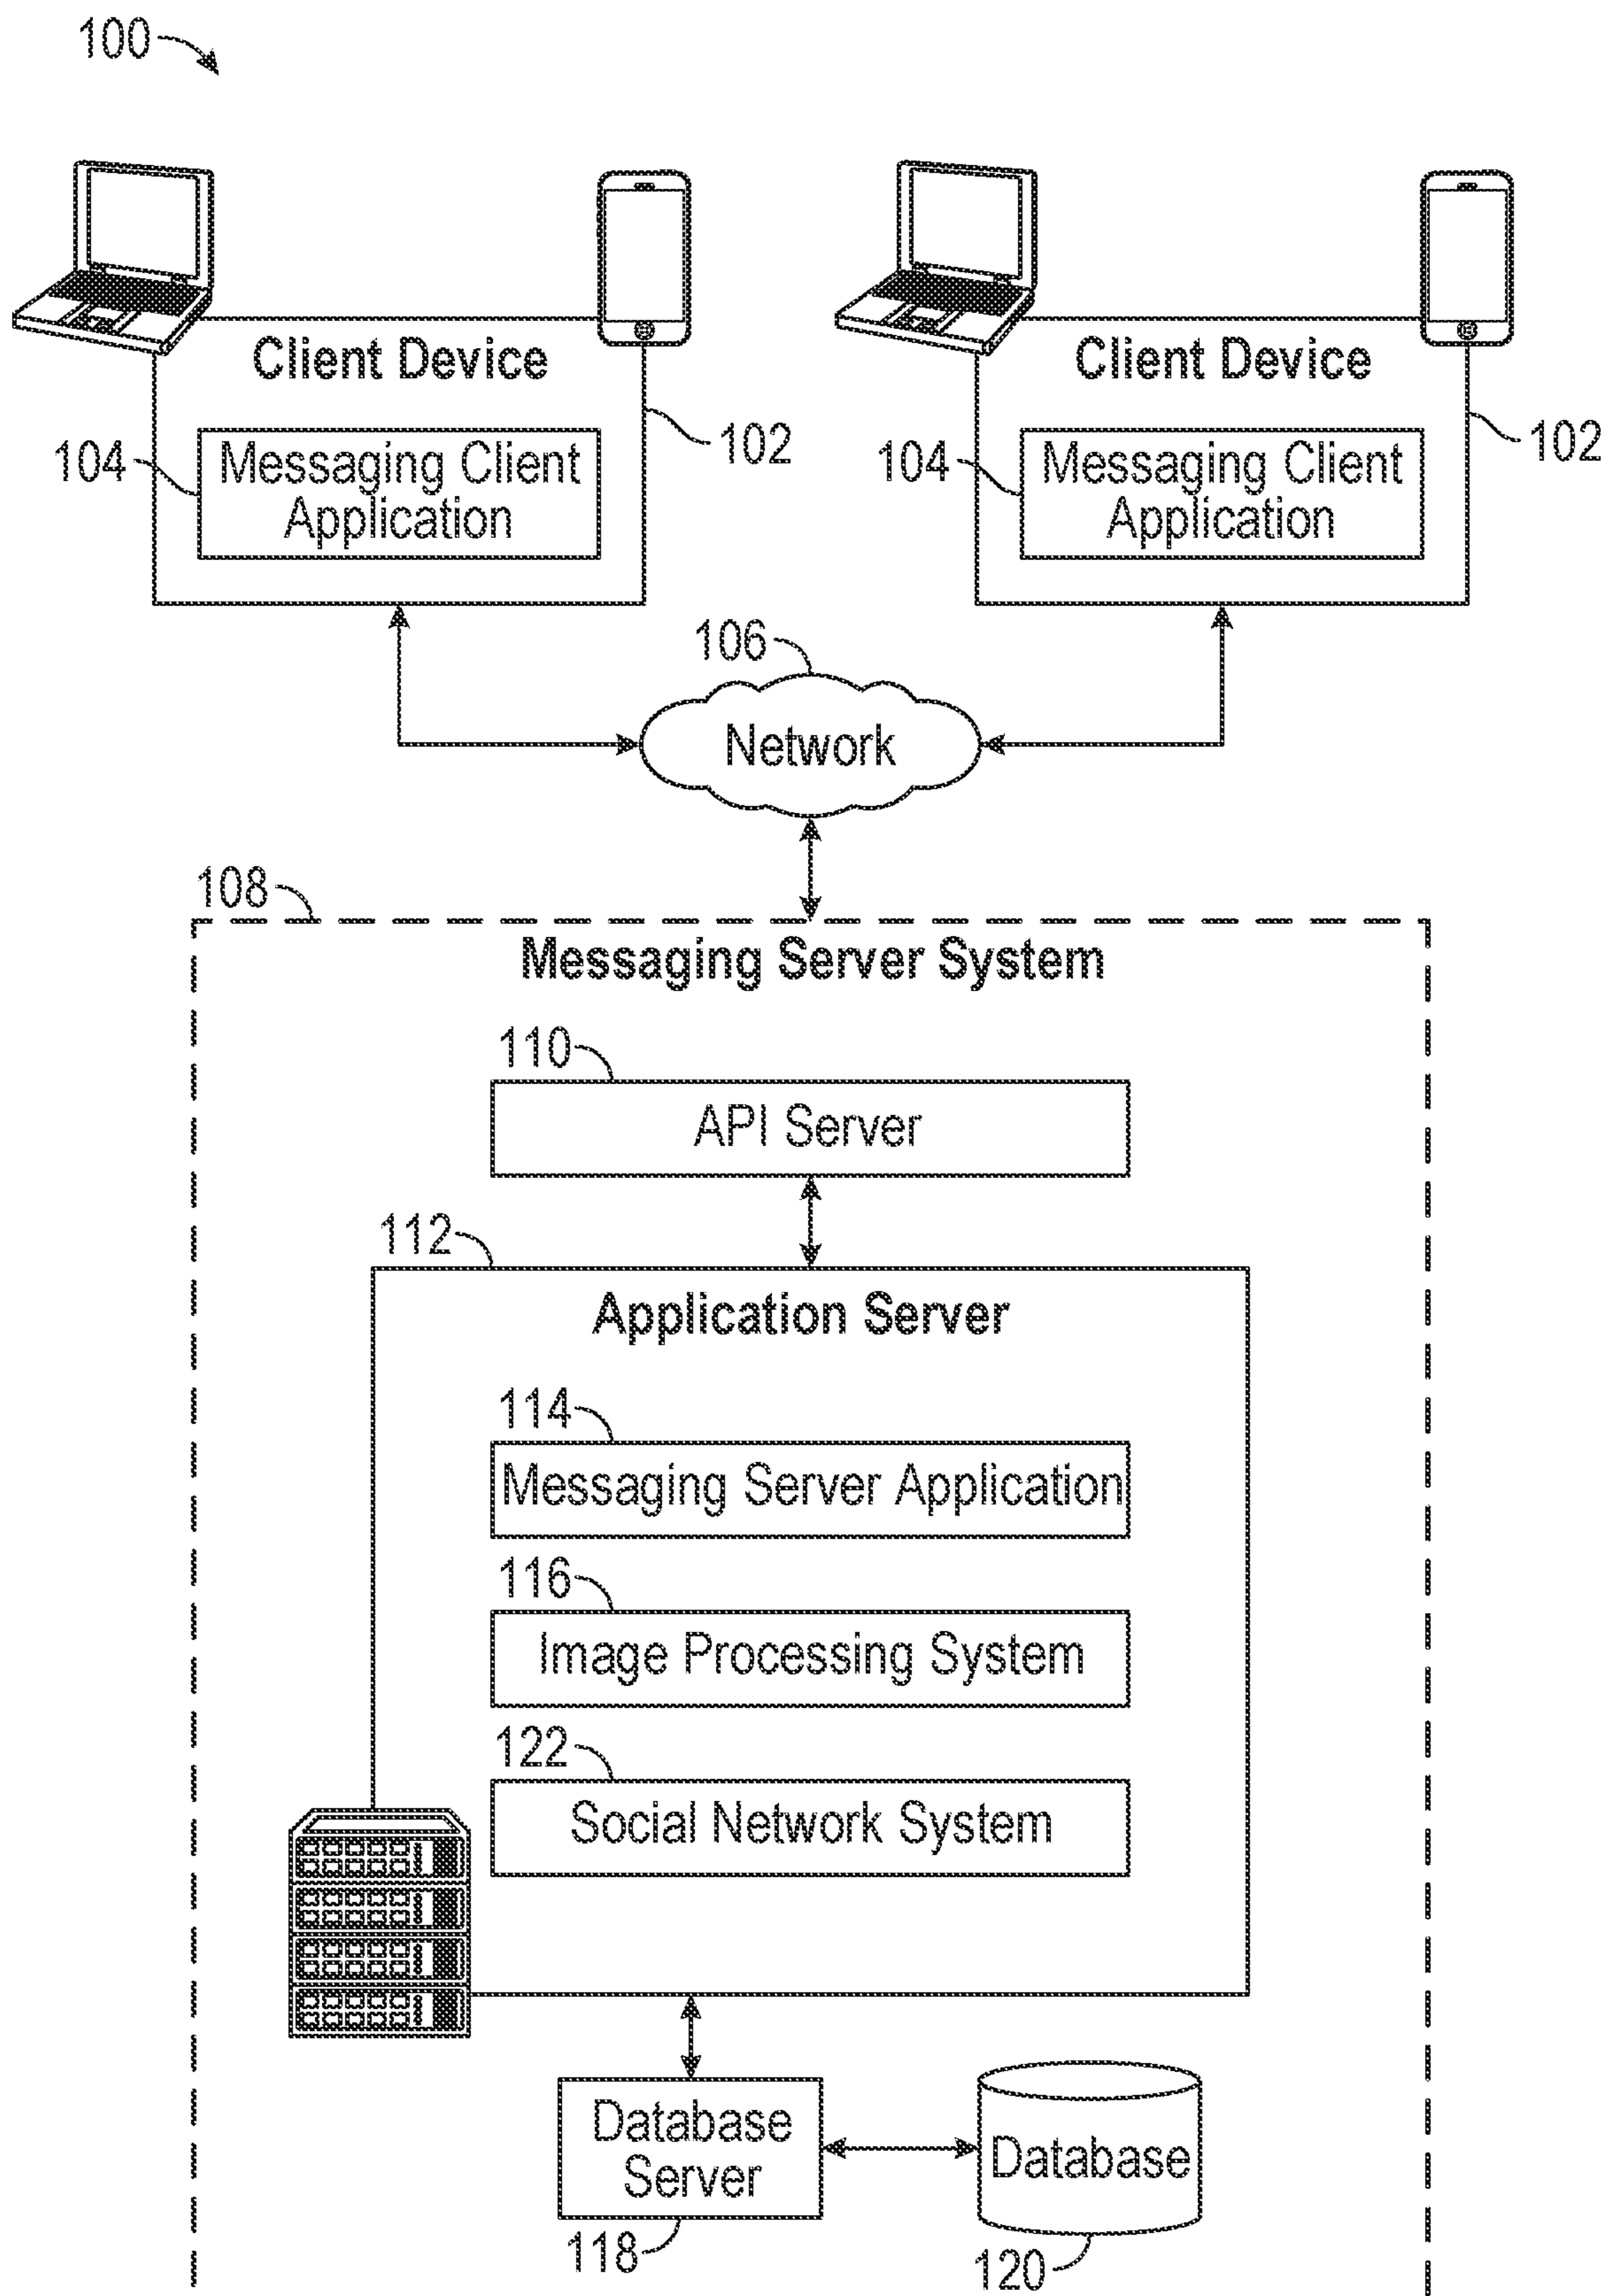 100
Client Device
Client Device
104
Messaging Client
Application
102
104
Messaging Client
Application
102
106
Network
108
Messaging Server System
110
API Server
112
Application Server
114
Messaging Server Application
116
Image Processing System
122
Social Network System
Database
Server
118
Database
120